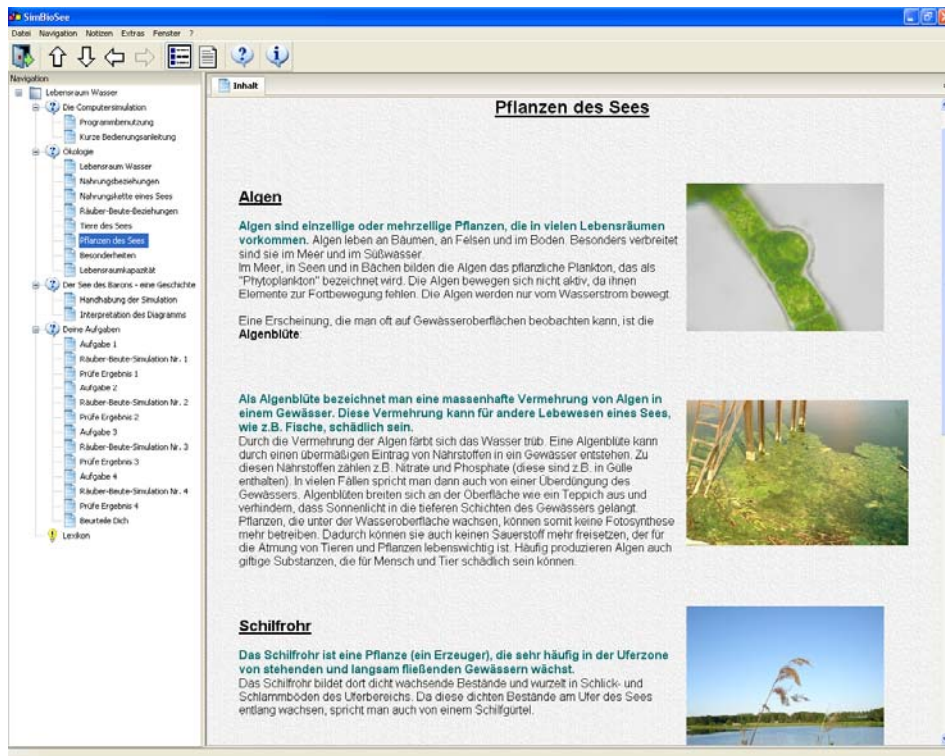 SimBioSee
Datei Navigation Notizen Extras Fenster ?
Navigation
Lebensraum Wasser
Die Computersimulation
Programmbenutzung
Kurze Bedienungsanleitung
Ökologie
Lebensraum Wasser
Nahrungsbeziehungen
Nahrungskette eines Sees
Räuber-Beute-Beziehungen
Tiere des Sees
Pflanzen des Sees
Besonderheiten
Lebensraumkapazität
Der See des Barons - eine Geschichte
Handhabung der Simulation
Interpretation des Diagramms
Deine Aufgaben
Aufgabe 1
Räuber-Beute-Simulation Nr. 1
Prüfe Ergebnis 1
Aufgabe 2
Räuber-Beute-Simulation Nr. 2
Prüfe Ergebnis 2
Aufgabe 3
Räuber-Beute-Simulation Nr. 3
Prüfe Ergebnis 3
Aufgabe 4
Räuber-Beute-Simulation Nr. 4
Prüfe Ergebnis 4
Beurteile Dich
Lexikon
Inhalt
Pflanzen des Sees
Algen
Algen sind einzellige oder mehrzellige Pflanzen, die in vielen Lebensräumen
vorkommen. Algen leben an Bäumen, an Felsen und im Boden. Besonders verbreitet
sind sie im Meer und im Süßwasser.
Im Meer, in Seen und in Bächen bilden die Algen das pflanzliche Plankton, das als
"Phytoplankton" bezeichnet wird. Die Algen bewegen sich nicht aktiv, da ihnen
Elemente zur Fortbewegung fehlen. Die Algen werden nur vom Wasserstrom bewegt.
Eine Erscheinung, die man oft auf Gewässeroberflächen beobachten kann, ist die
Algenblüte.
Als Algenblüte bezeichnet man eine massenhafte Vermehrung von Algen in
einem Gewässer. Diese Vermehrung kann für andere Lebewesen eines Sees,
wie z.B. Fische, schädlich sein.
Durch die Vermehrung der Algen färbt sich das Wasser trüb. Eine Algenblüte kann
durch einen übermäßigen Eintrag von Nährstoffen in ein Gewässer entstehen. Zu
diesen Nährstoffen zählen z.B. Nitrate und Phosphate (diese sind z.B. in Gülle
enthalten). In vielen Fällen spricht man dann auch von einer Überdüngung des
Gewässers. Algenblüten breiten sich an der Oberfläche wie ein Teppich aus und
verhindern, dass Sonnenlicht in die tieferen Schichten des Gewässers gelangt.
Pflanzen, die unter der Wasseroberfläche wachsen, können somit keine Fotosynthese
mehr betreiben. Dadurch können sie auch keinen Sauerstoff mehr freisetzen, der für
die Atmung von Tieren und Pflanzen lebenswichtig ist. Häufig produzieren Algen auch
giftige Substanzen, die für Mensch und Tier schädlich sein können.
Schilfrohr
Das Schilfrohr ist eine Pflanze (ein Erzeuger), die sehr häufig in der Uferzone
von stehenden und langsam fließenden Gewässern wächst.
Das Schilfrohr bildet dort dicht wachsende Bestände und wurzelt in Schlick- und
Schlammböden des Uferbereichs. Da diese dichten Bestände am Ufer des Sees
entlang wachsen, spricht man auch von einem Schilfgürtel.